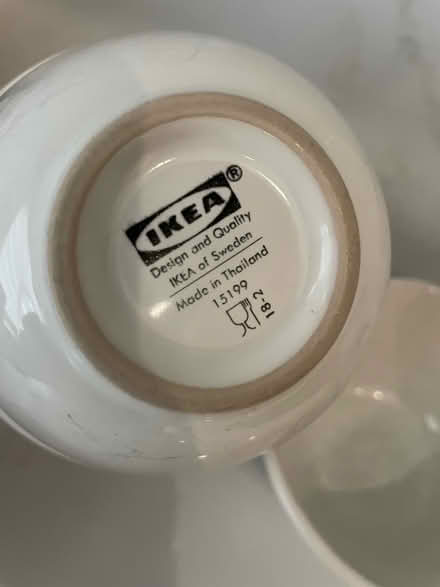 IKEA®
Design and Quality
IKEA of Sweden
Made in Thailand
15199
18-2